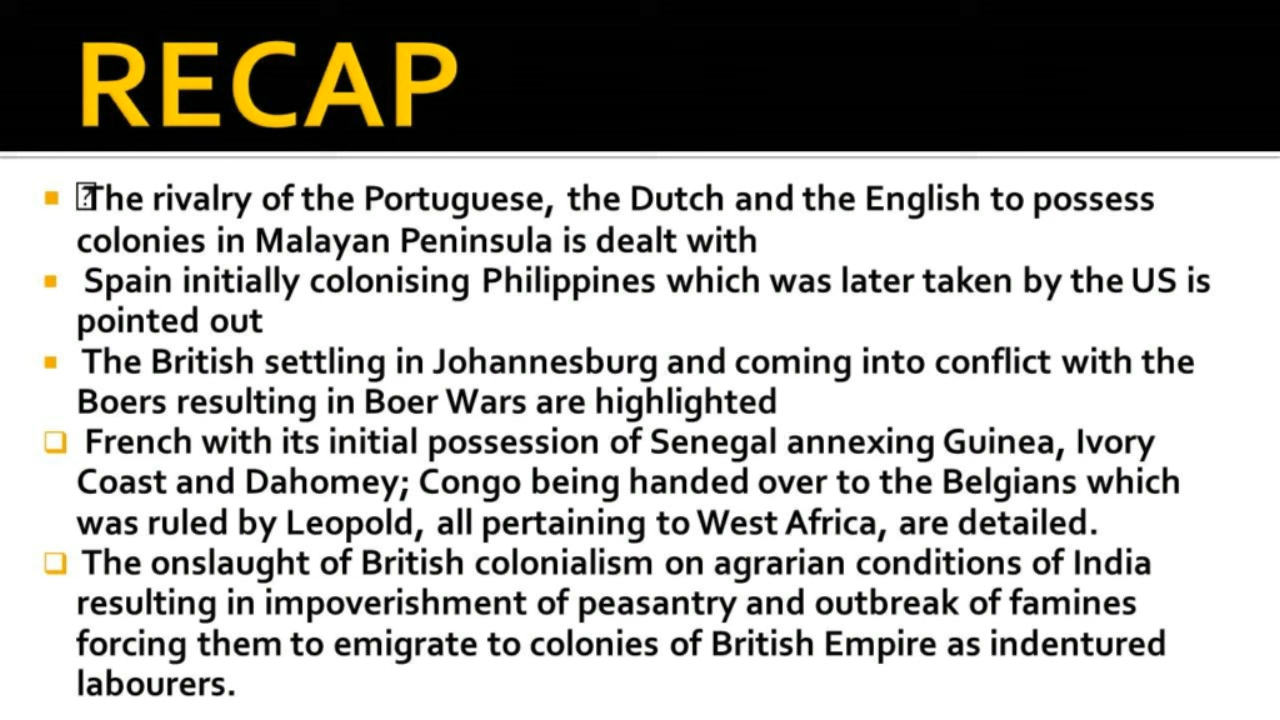 RECAP
The rivalry of the Portuguese, the Dutch and the English to possess
colonies in Malayan Peninsula is dealt with
Spain initially colonising Philippines which was later taken by the US is
pointed out
The British settling in Johannesburg and coming into conflict with the
Boers resulting in Boer Wars are highlighted
French with its initial possession of Senegal annexing Guinea, Ivory
Coast and Dahomey; Congo being handed over to the Belgians which
was ruled by Leopold, all pertaining to West Africa, are detailed.
The onslaught of British colonialism on agrarian conditions of India
resulting in impoverishment of peasantry and outbreak of famines
forcing them to emigrate to colonies of British Empire as indentured
labourers.